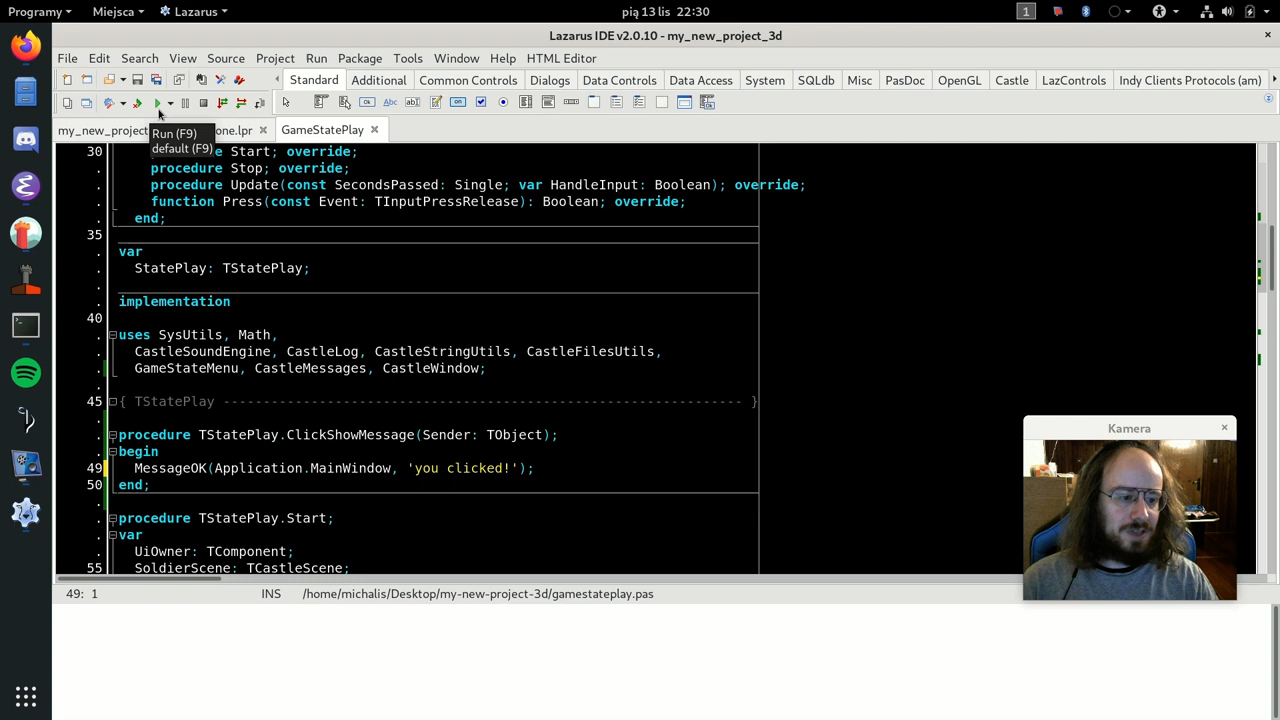 Programy
Miejsca
Lazarus
pią 13 lis 22:30
1
Lazarus IDE v2.0.10 - my_new_project_3d
×
File Edit Search View Source Project Run Package Tools Window Help HTML Editor
Standard Additional Common Controls Dialogs Data Controls System SQLdb Misc PasDoc OpenGL Castle LazControls Indy Clients Protocols (am)
Ok Abc abI on
my_new_project
one.lpr
GameStatePlay
Run (F9)
default (F9)
30 e Start; override;
. procedure Stop; override;
. procedure Update(const SecondsPassed: Single; var HandleInput: Boolean); override;
. function Press(const Event: TInputPressRelease): Boolean; override;
. end;
35
. var
. StatePlay: TStatePlay;
.
. implementation
40
. uses SysUtils, Math,
. CastleSoundEngine, CastleLog, CastleStringUtils, CastleFilesUtils,
. GameStateMenu, CastleMessages, CastleWindow;
.
45 { TStatePlay ----------------------------------------------------------------- }
.
. procedure TStatePlay.ClickShowMessage(Sender: TObject);
. begin
49 MessageOK(Application.MainWindow, 'you clicked!');
50 end;
.
. procedure TStatePlay.Start;
. var
. UiOwner: TComponent;
55 SoldierScene: TCastleScene;
Kamera
×
49: 1 INS /home/michalis/Desktop/my-new-project-3d/gamestateplay.pas